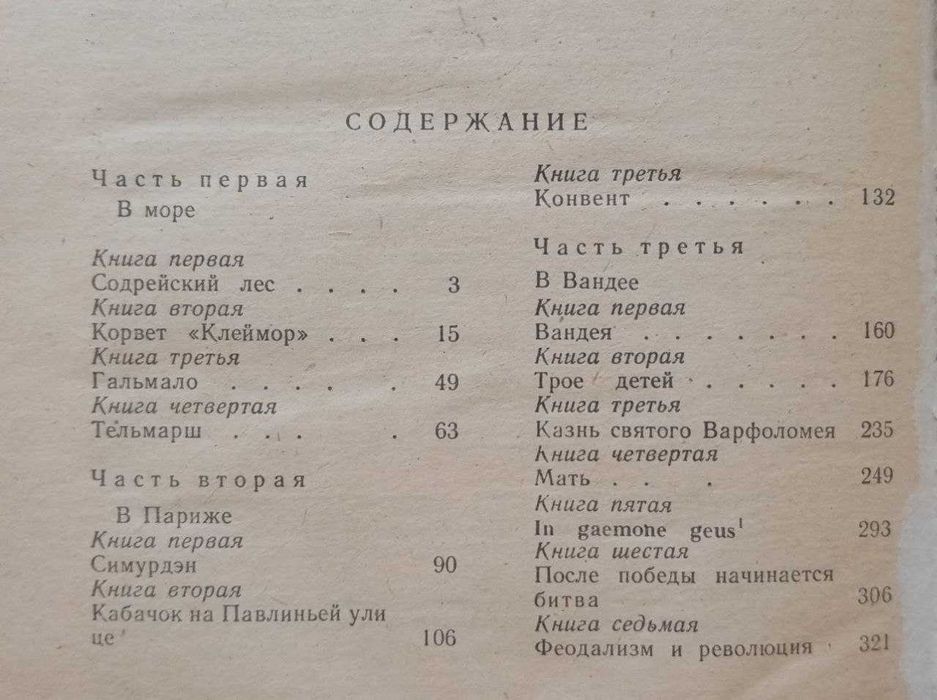 СОДЕРЖАНИЕ
Часть первая
В море
Книга первая
Содрейский лес . . . . 3
Книга вторая
Корвет «Клеймор» . . . 15
Книга третья
Гальмало . . . . . 49
Книга четвертая
Тельмарш . . . . 63
Часть вторая
В Париже
Книга первая
Симурдэн 90
Книга вторая
Кабачок на Павлиньей ули
це 106
Книга третья
Конвент . . . . . . 132
Часть третья
В Вандее
Книга первая
Вандея . . . . . . . 160
Книга вторая
Трое детей . . . . . 176
Книга третья
Казнь святого Варфоломея 235
Книга четвертая
Мать . . . 249
Книга пятая
In gaemone geus¹ 293
Книга шестая
После победы начинается
битва 306
Книга седьмая
Феодализм и революция 321